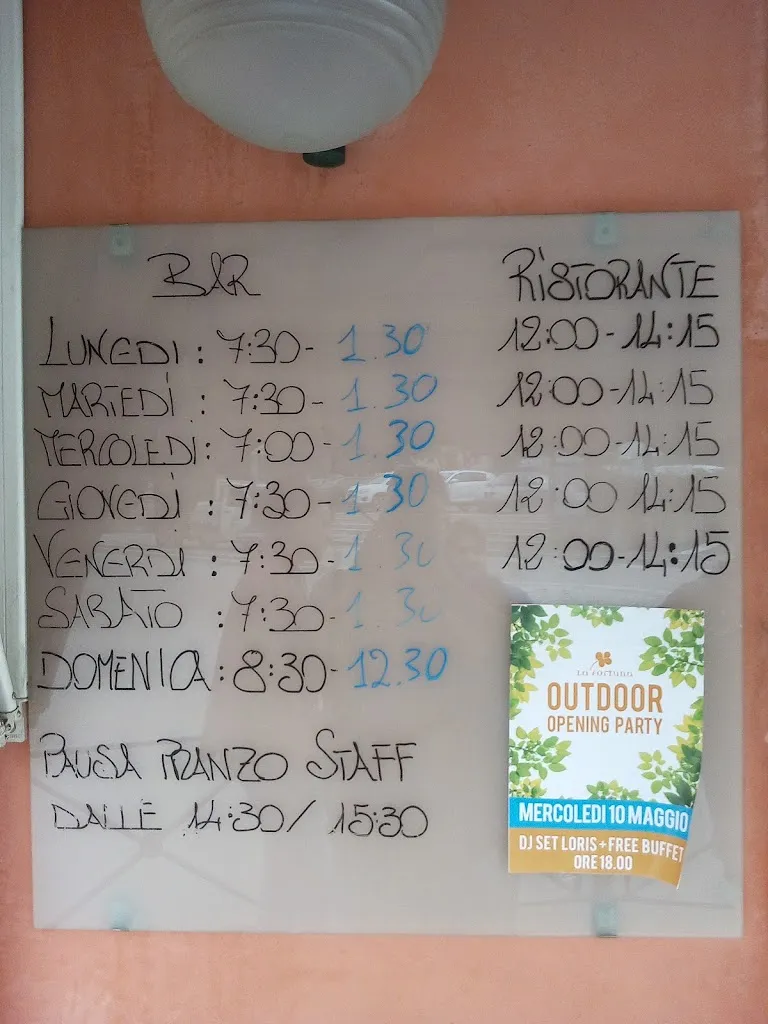 BAR
LUNEDI : 7:30- 1.30
MARTEDÌ : 7:30- 1.30
MERCOLEDI: 7:00- 1.30
GIOVEDÌ : 7:30- 1.30
VENERDI : 7:30- 1.30
SABATO : 7:30- 1.30
DOMENICA : 8:30- 12.30
PAUSA PRANZO STAFF
DALLE 14:30/ 15:30
RISTORANTE
12:00-14:15
12:00-14:15
12:00-14:15
12:00 14:15
12:00-14:15
LA FORTUNA
OUTDOOR
OPENING PARTY
MERCOLEDI 10 MAGGIO
DJ SET LORIS + FREE BUFFET
ORE 18.00